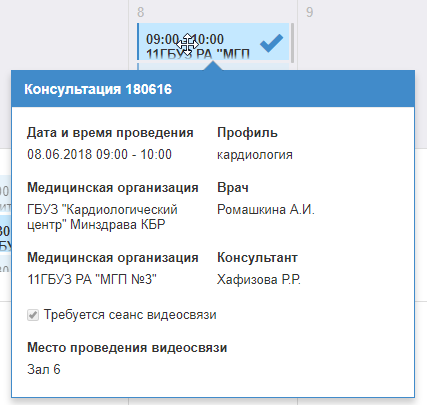 8
9
09:00 - 10:00
11ГБУЗ РА "МГП
Консультация 180616
Дата и время проведения
Профиль
08.06.2018 09:00 - 10:00
кардиология
Медицинская организация
Врач
ГБУЗ "Кардиологический
центр" Минздрава КБР
Ромашкина А.И.
Медицинская организация
Консультант
11ГБУЗ РА "МГП №3"
Хафизова Р.Р.
Требуется сеанс видеосвязи
Место проведения видеосвязи
Зал 6